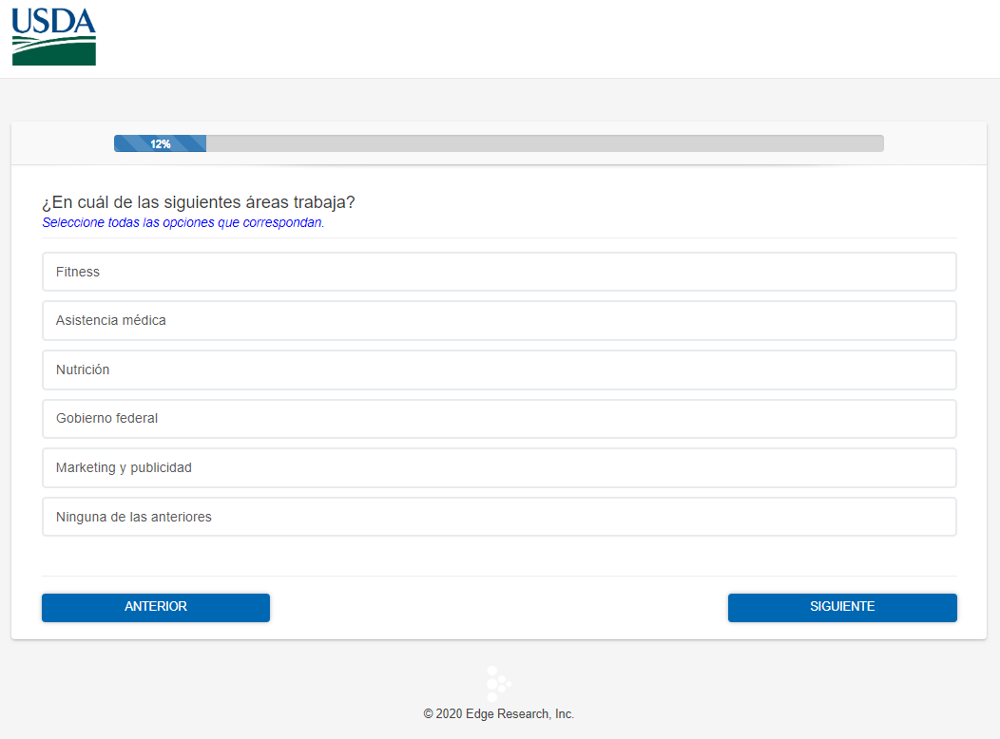 USDA
12%
¿En cuál de las siguientes áreas trabaja?
Seleccione todas las opciones que correspondan.
Fitness
Asistencia médica
Nutrición
Gobierno federal
Marketing y publicidad
Ninguna de las anteriores
ANTERIOR
SIGUIENTE
© 2020 Edge Research, Inc.